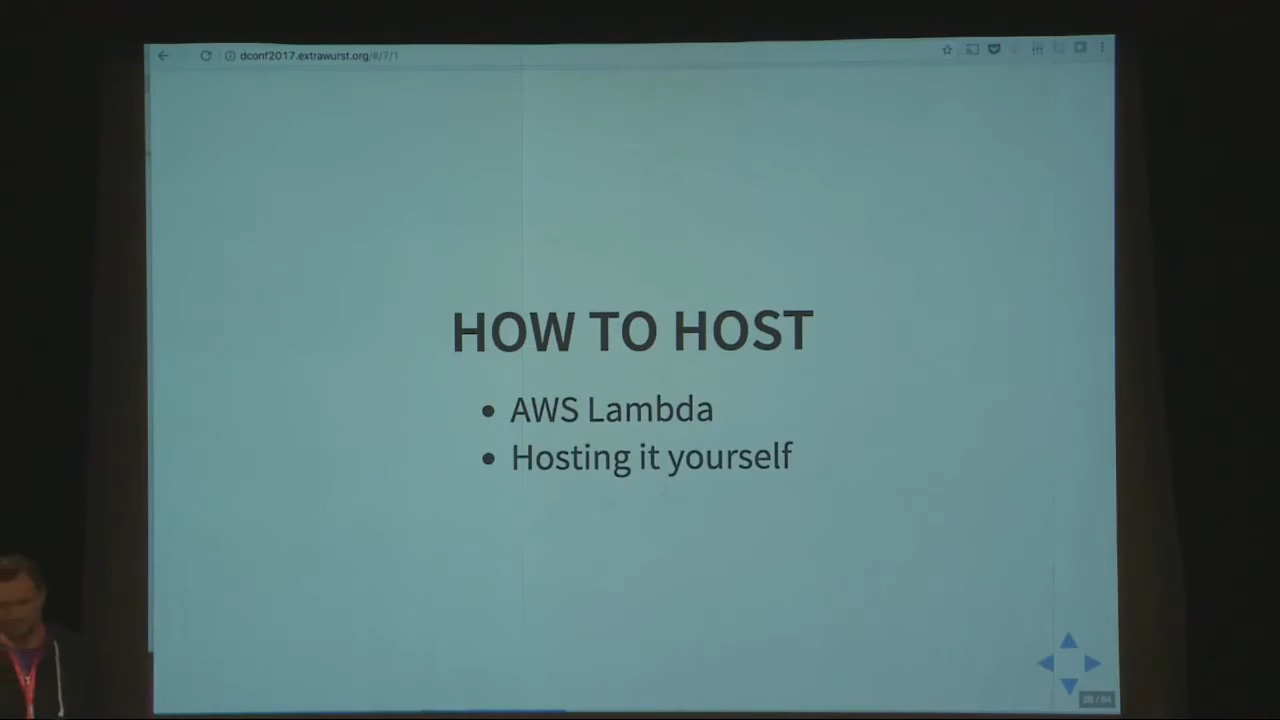 dconf2017.extrawurst.org/#/7/1
HOW TO HOST
• AWS Lambda
• Hosting it yourself